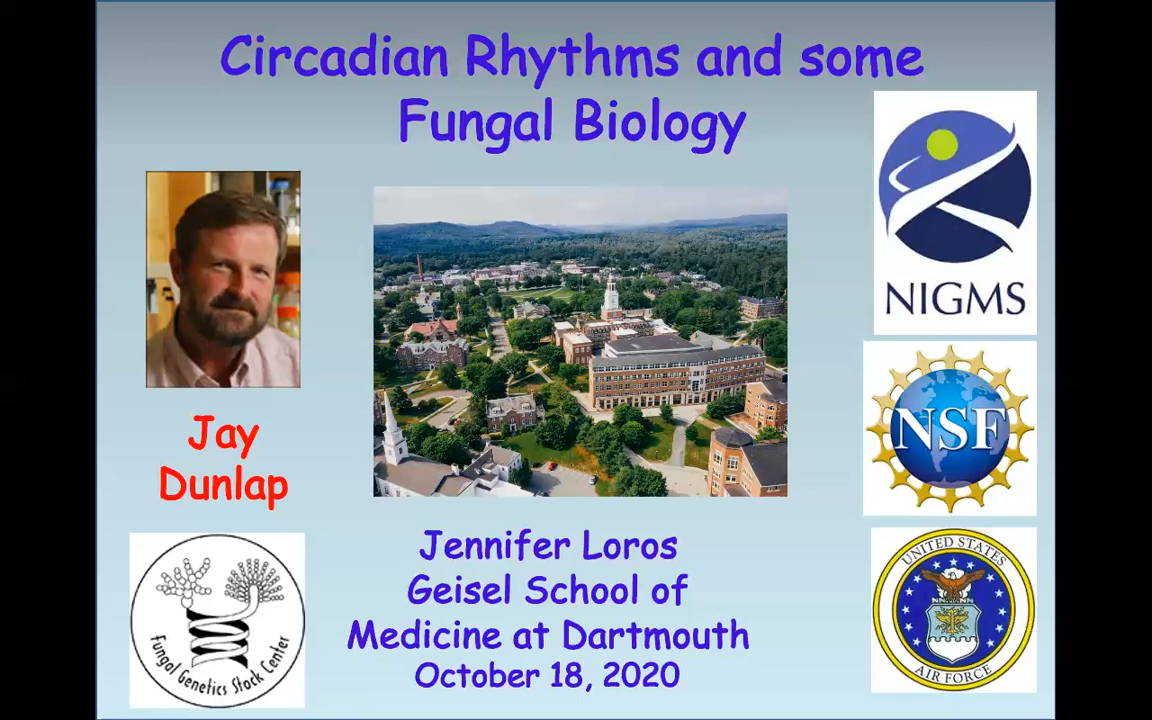 Circadian Rhythms and some
Fungal Biology
NIGMS
Jay
Dunlap
NSF
Jennifer Loros
Geisel School of
Medicine at Dartmouth
October 18, 2020
Fungal Genetics Stock Center
UNITED STATES
AIR FORCE